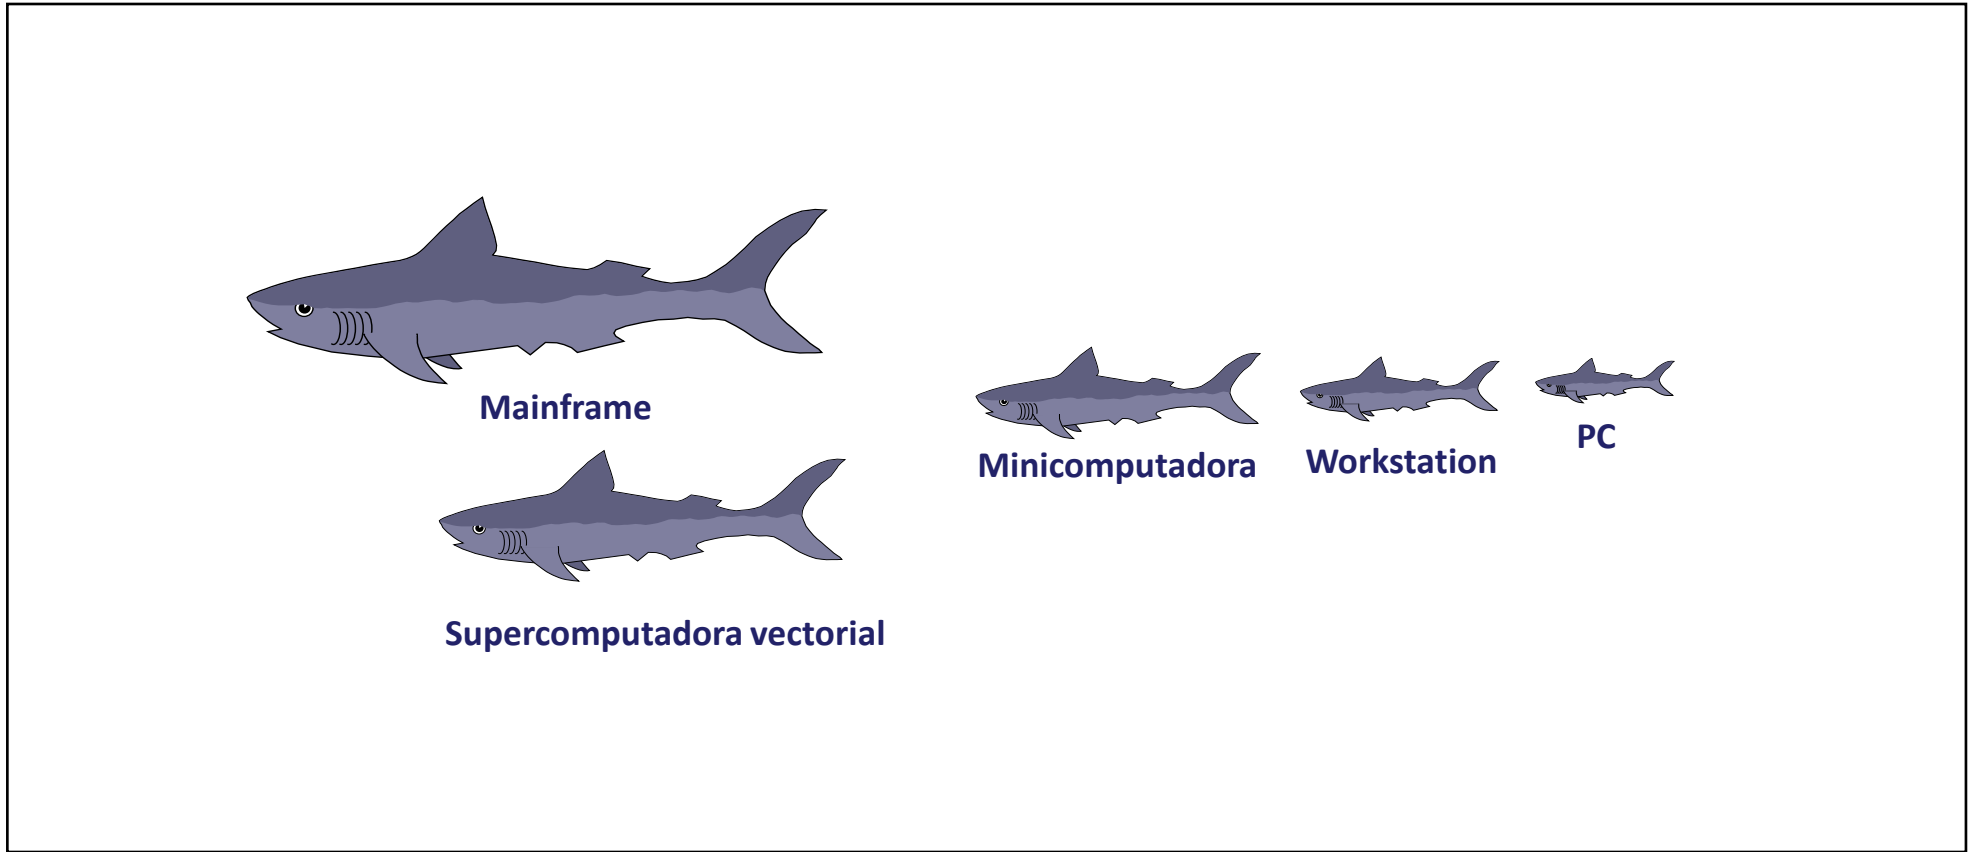 Mainframe
Supercomputadora vectorial
Minicomputadora
Workstation
PC